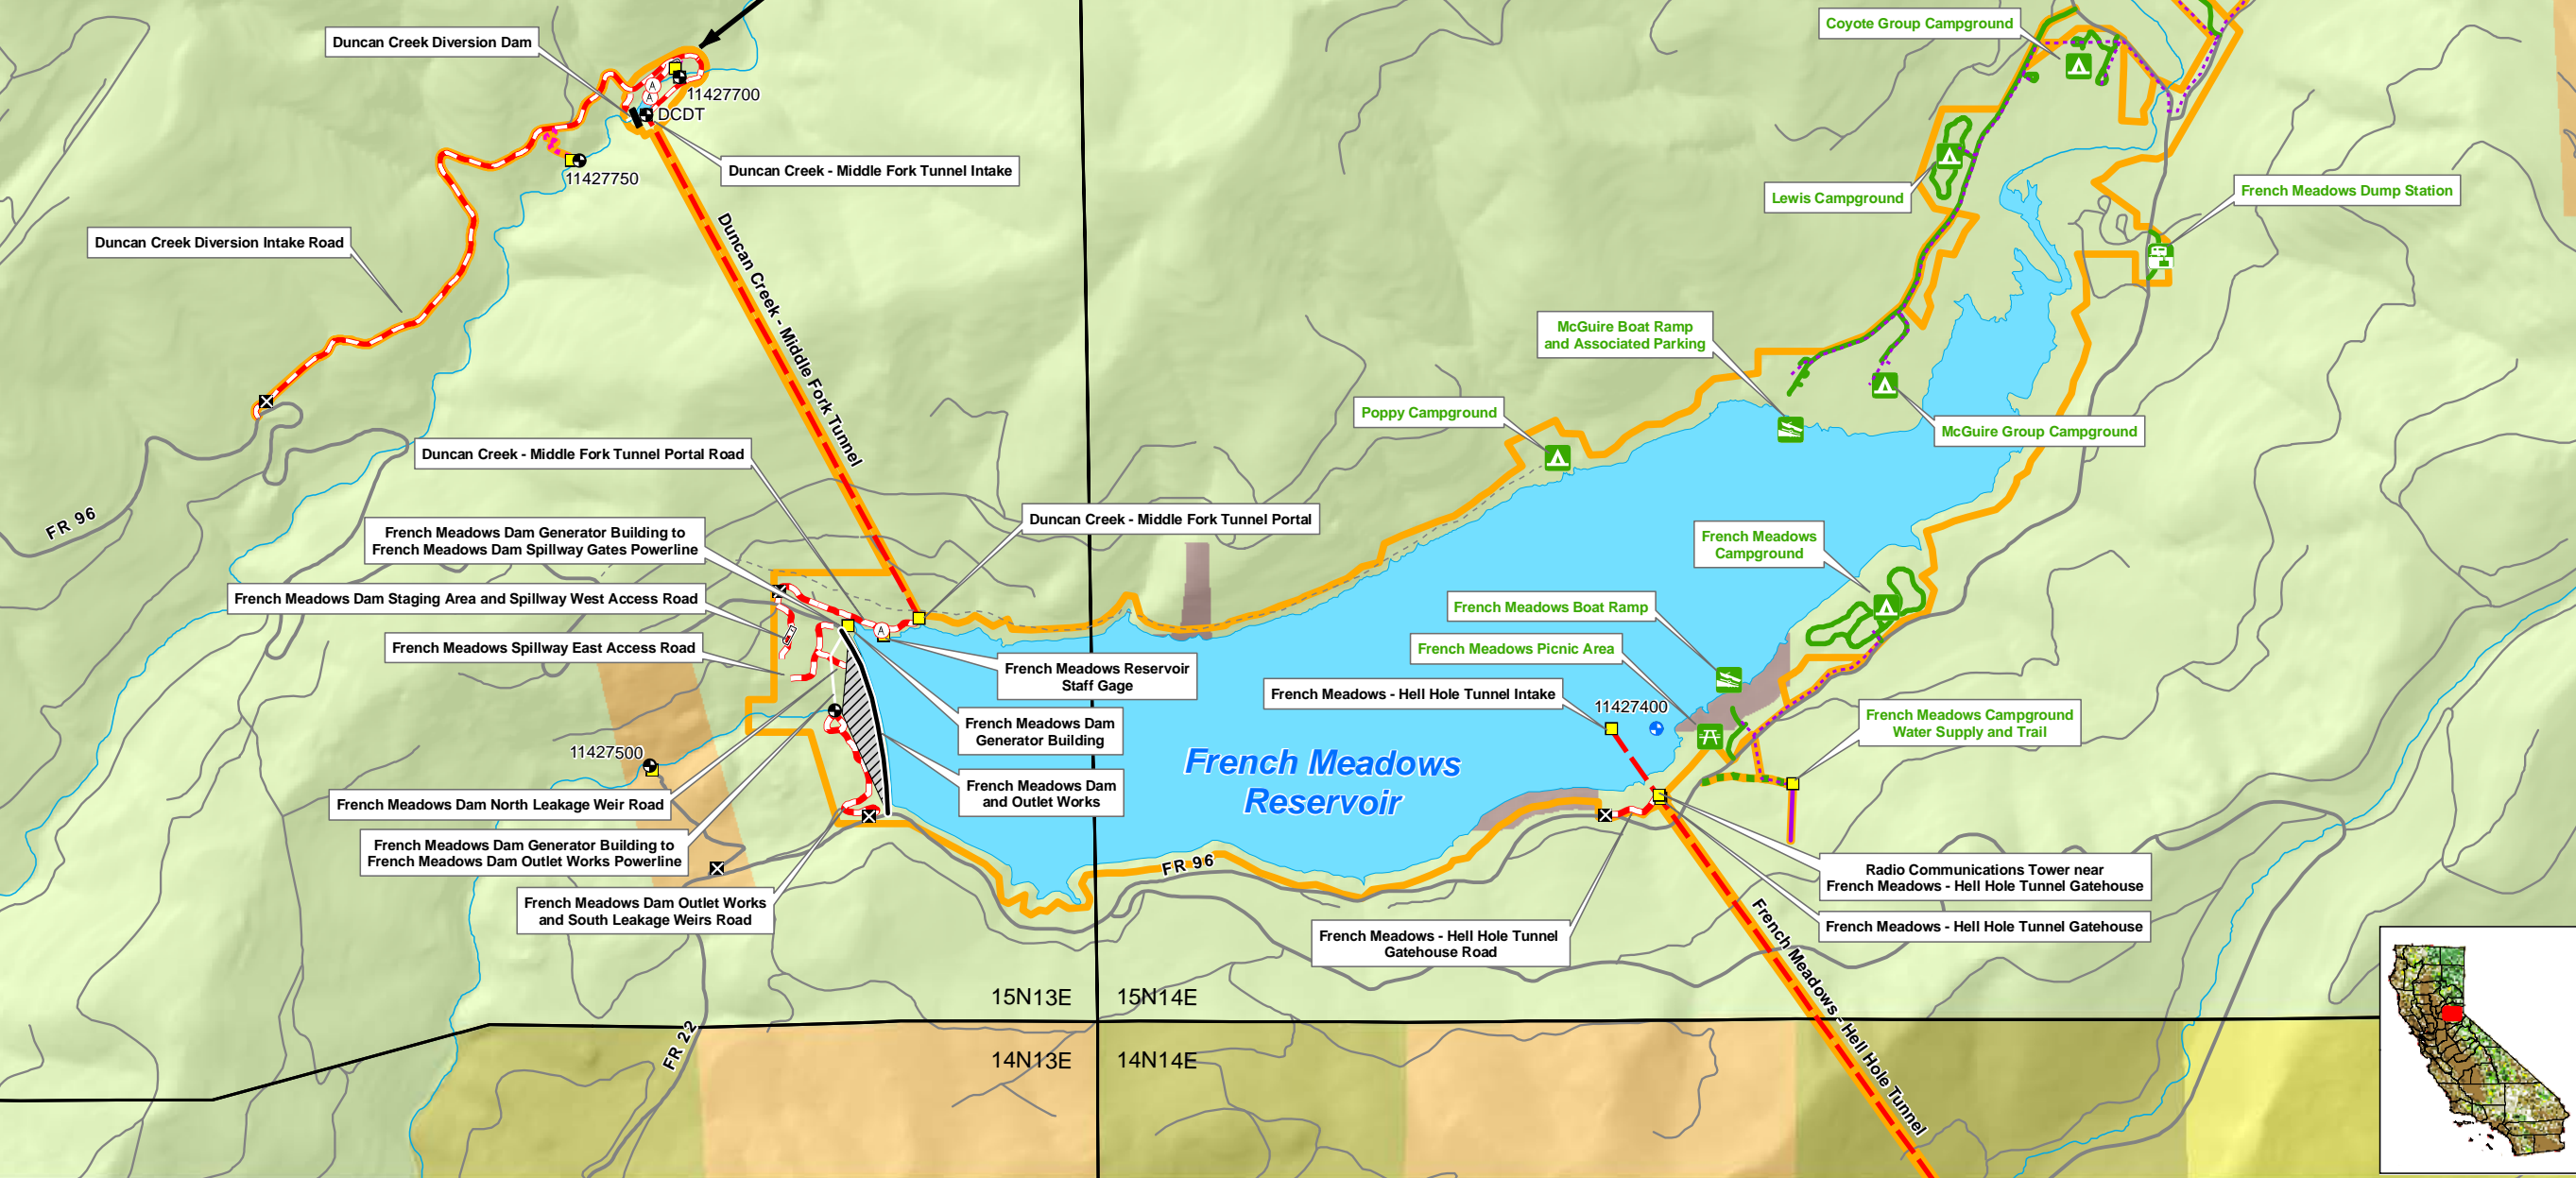 Coyote Group Campground
Duncan Creek Diversion Dam
11427700
DCDT
A
A
11427750
Duncan Creek - Middle Fork Tunnel Intake
Lewis Campground
French Meadows Dump Station
Duncan Creek Diversion Intake Road
Duncan Creek - Middle Fork Tunnel
McGuire Boat Ramp
and Associated Parking
Poppy Campground
McGuire Group Campground
Duncan Creek - Middle Fork Tunnel Portal Road
FR 96
Duncan Creek - Middle Fork Tunnel Portal
French Meadows Dam Generator Building to
French Meadows Dam Spillway Gates Powerline
French Meadows
Campground
French Meadows Dam Staging Area and Spillway West Access Road
French Meadows Boat Ramp
A
French Meadows Spillway East Access Road
French Meadows Picnic Area
French Meadows Reservoir
Staff Gage
French Meadows - Hell Hole Tunnel Intake
11427400
French Meadows Campground
Water Supply and Trail
French Meadows Dam
Generator Building
11427500
French Meadows
Reservoir
French Meadows Dam
and Outlet Works
French Meadows Dam North Leakage Weir Road
French Meadows Dam Generator Building to
French Meadows Dam Outlet Works Powerline
FR 96
Radio Communications Tower near
French Meadows - Hell Hole Tunnel Gatehouse
French Meadows Dam Outlet Works
and South Leakage Weirs Road
French Meadows - Hell Hole Tunnel Gatehouse
French Meadows - Hell Hole Tunnel
Gatehouse Road
French Meadows - Hell Hole Tunnel
15N13E
15N14E
FR 22
14N13E
14N14E